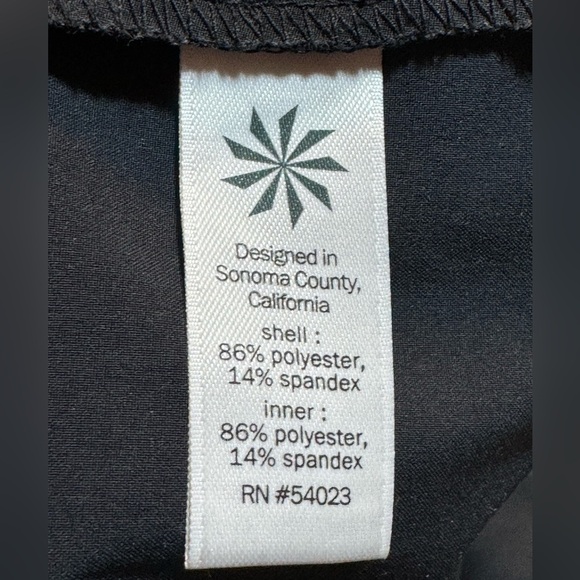 Designed in
Sonoma County,
California
shell :
86% polyester,
14% spandex
inner :
86% polyester,
14% spandex
RN #54023